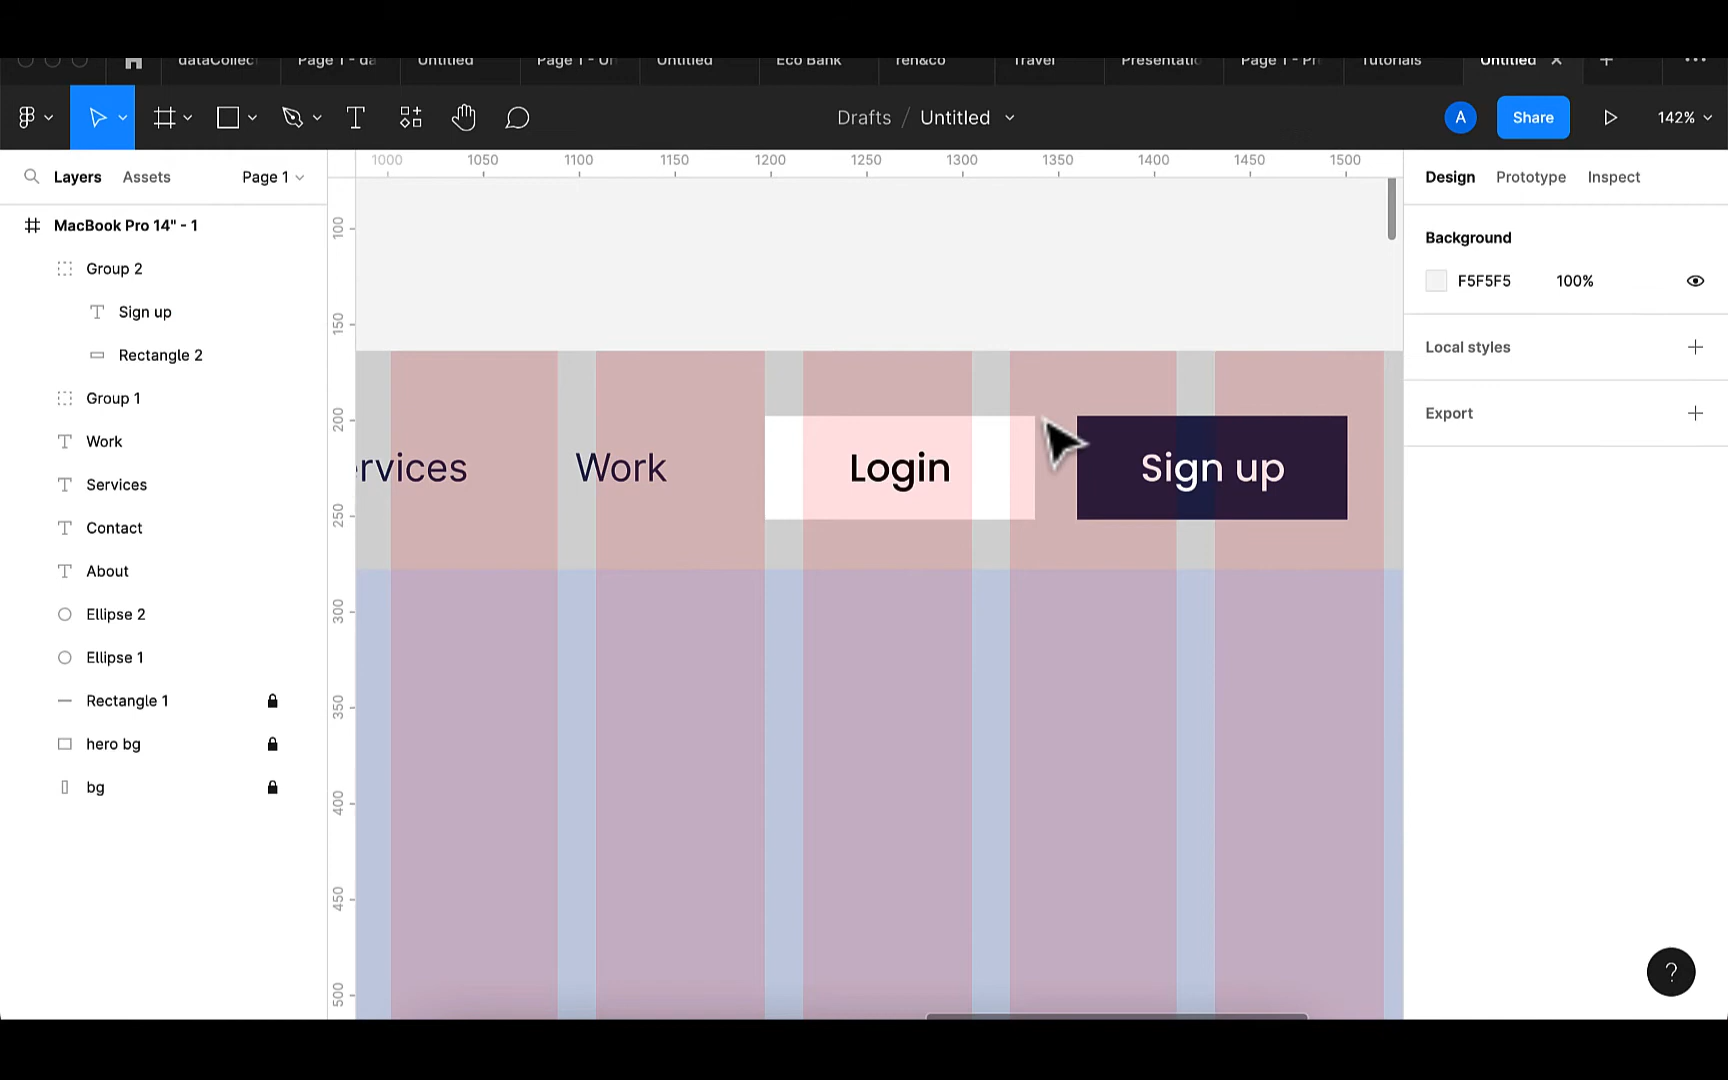 dataCollec Page 1 - da Untitled Page 1 - Un Untitled Eco Bank ren&co Travel Presentatio Page 1 - Pr Tutorials Untitled
Drafts / Untitled
A Share 142%
Layers Assets Page 1
1000 1050 1100 1150 1200 1250 1300 1350 1400 1450 1500
Design Prototype Inspect
MacBook Pro 14" - 1
Group 2
Sign up
Rectangle 2
Group 1
Work
Services
Contact
About
Ellipse 2
Ellipse 1
Rectangle 1
hero bg
bg
100
150
200
250
300
350
400
450
500
ervices Work Login Sign up
Background
F5F5F5 100%
Local styles
Export
?